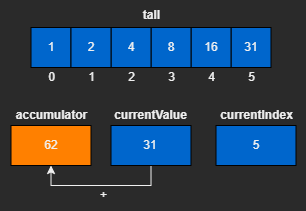 tall
1 2 4 8 16 31
0 1 2 3 4 5
accumulator currentValue currentIndex
62 31 5
+